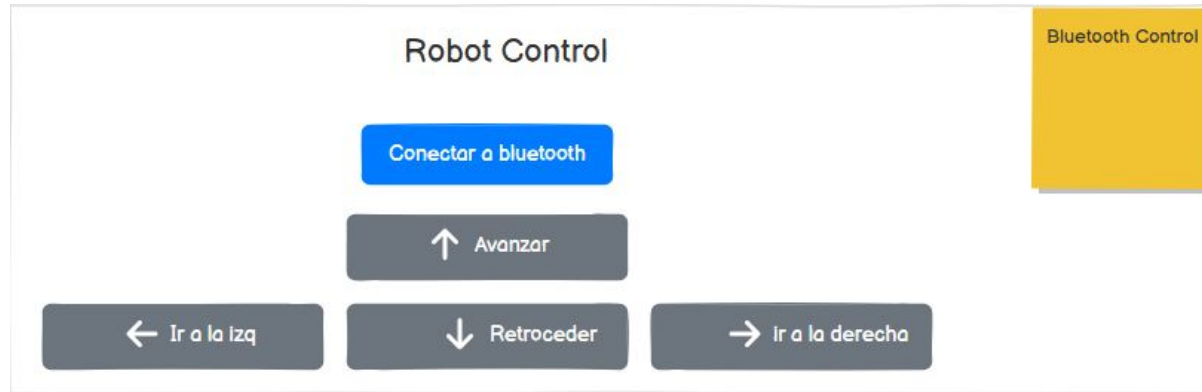 Robot Control
Bluetooth Control
Conectar a bluetooth
Avanzar
Ir a la izq
Retroceder
ir a la derecha